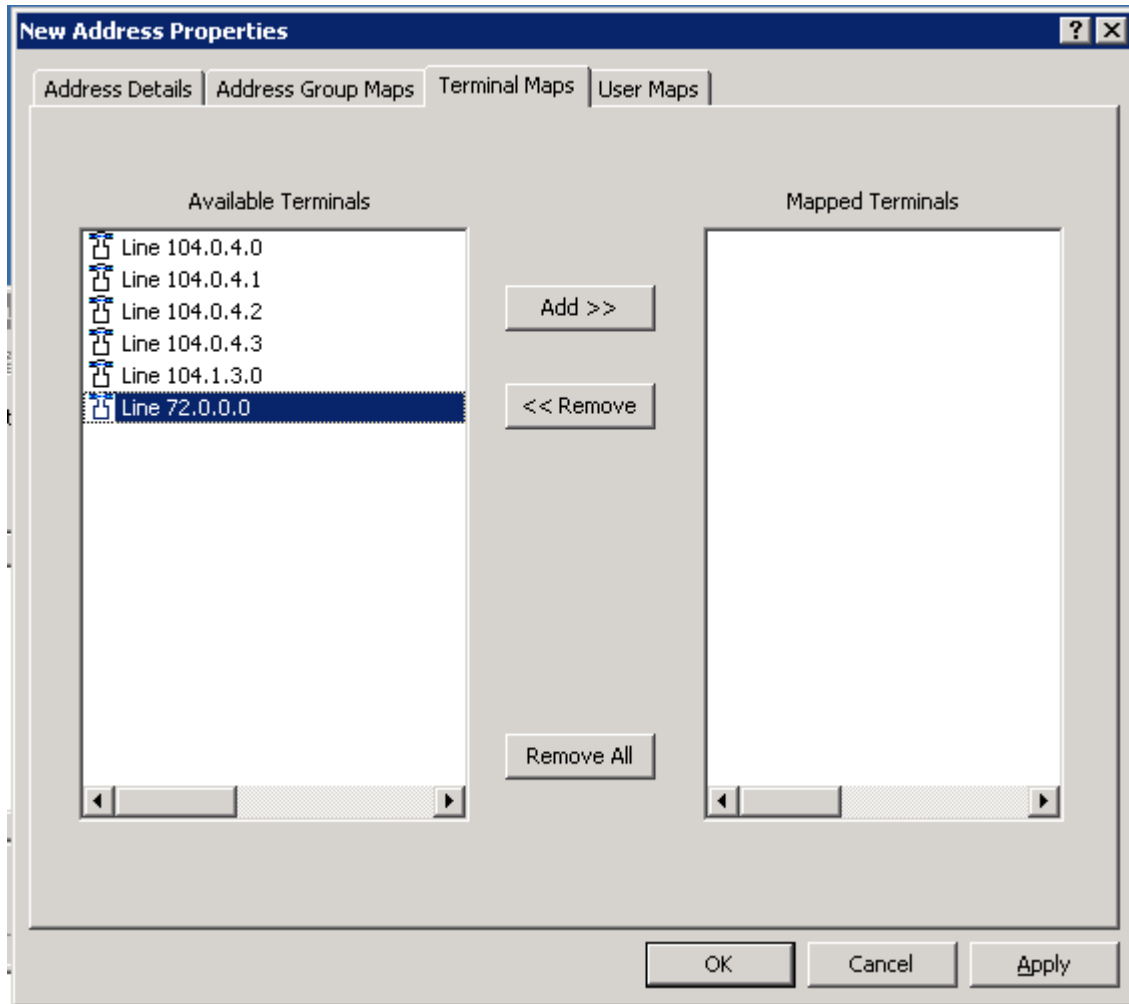 New Address Properties
Address Details
Address Group Maps
Terminal Maps
User Maps
Available Terminals
Mapped Terminals
Line 104.0.4.0
Line 104.0.4.1
Line 104.0.4.2
Line 104.0.4.3
Line 104.1.3.0
Line 72.0.0.0
Add >>
<< Remove
Remove All
OK
Cancel
Apply